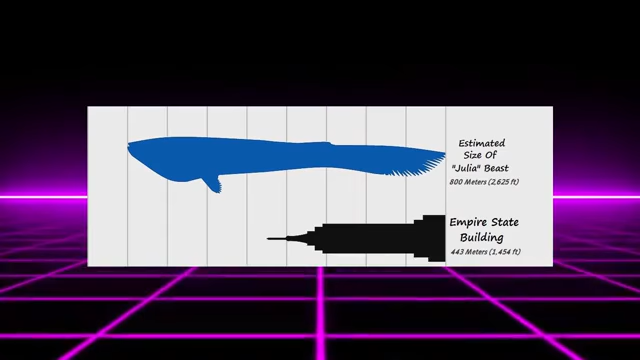 Estimated
Size Of
"Julia" Beast
800 Meters (2,625 ft)
Empire State
Building
443 Meters (1,454 ft)